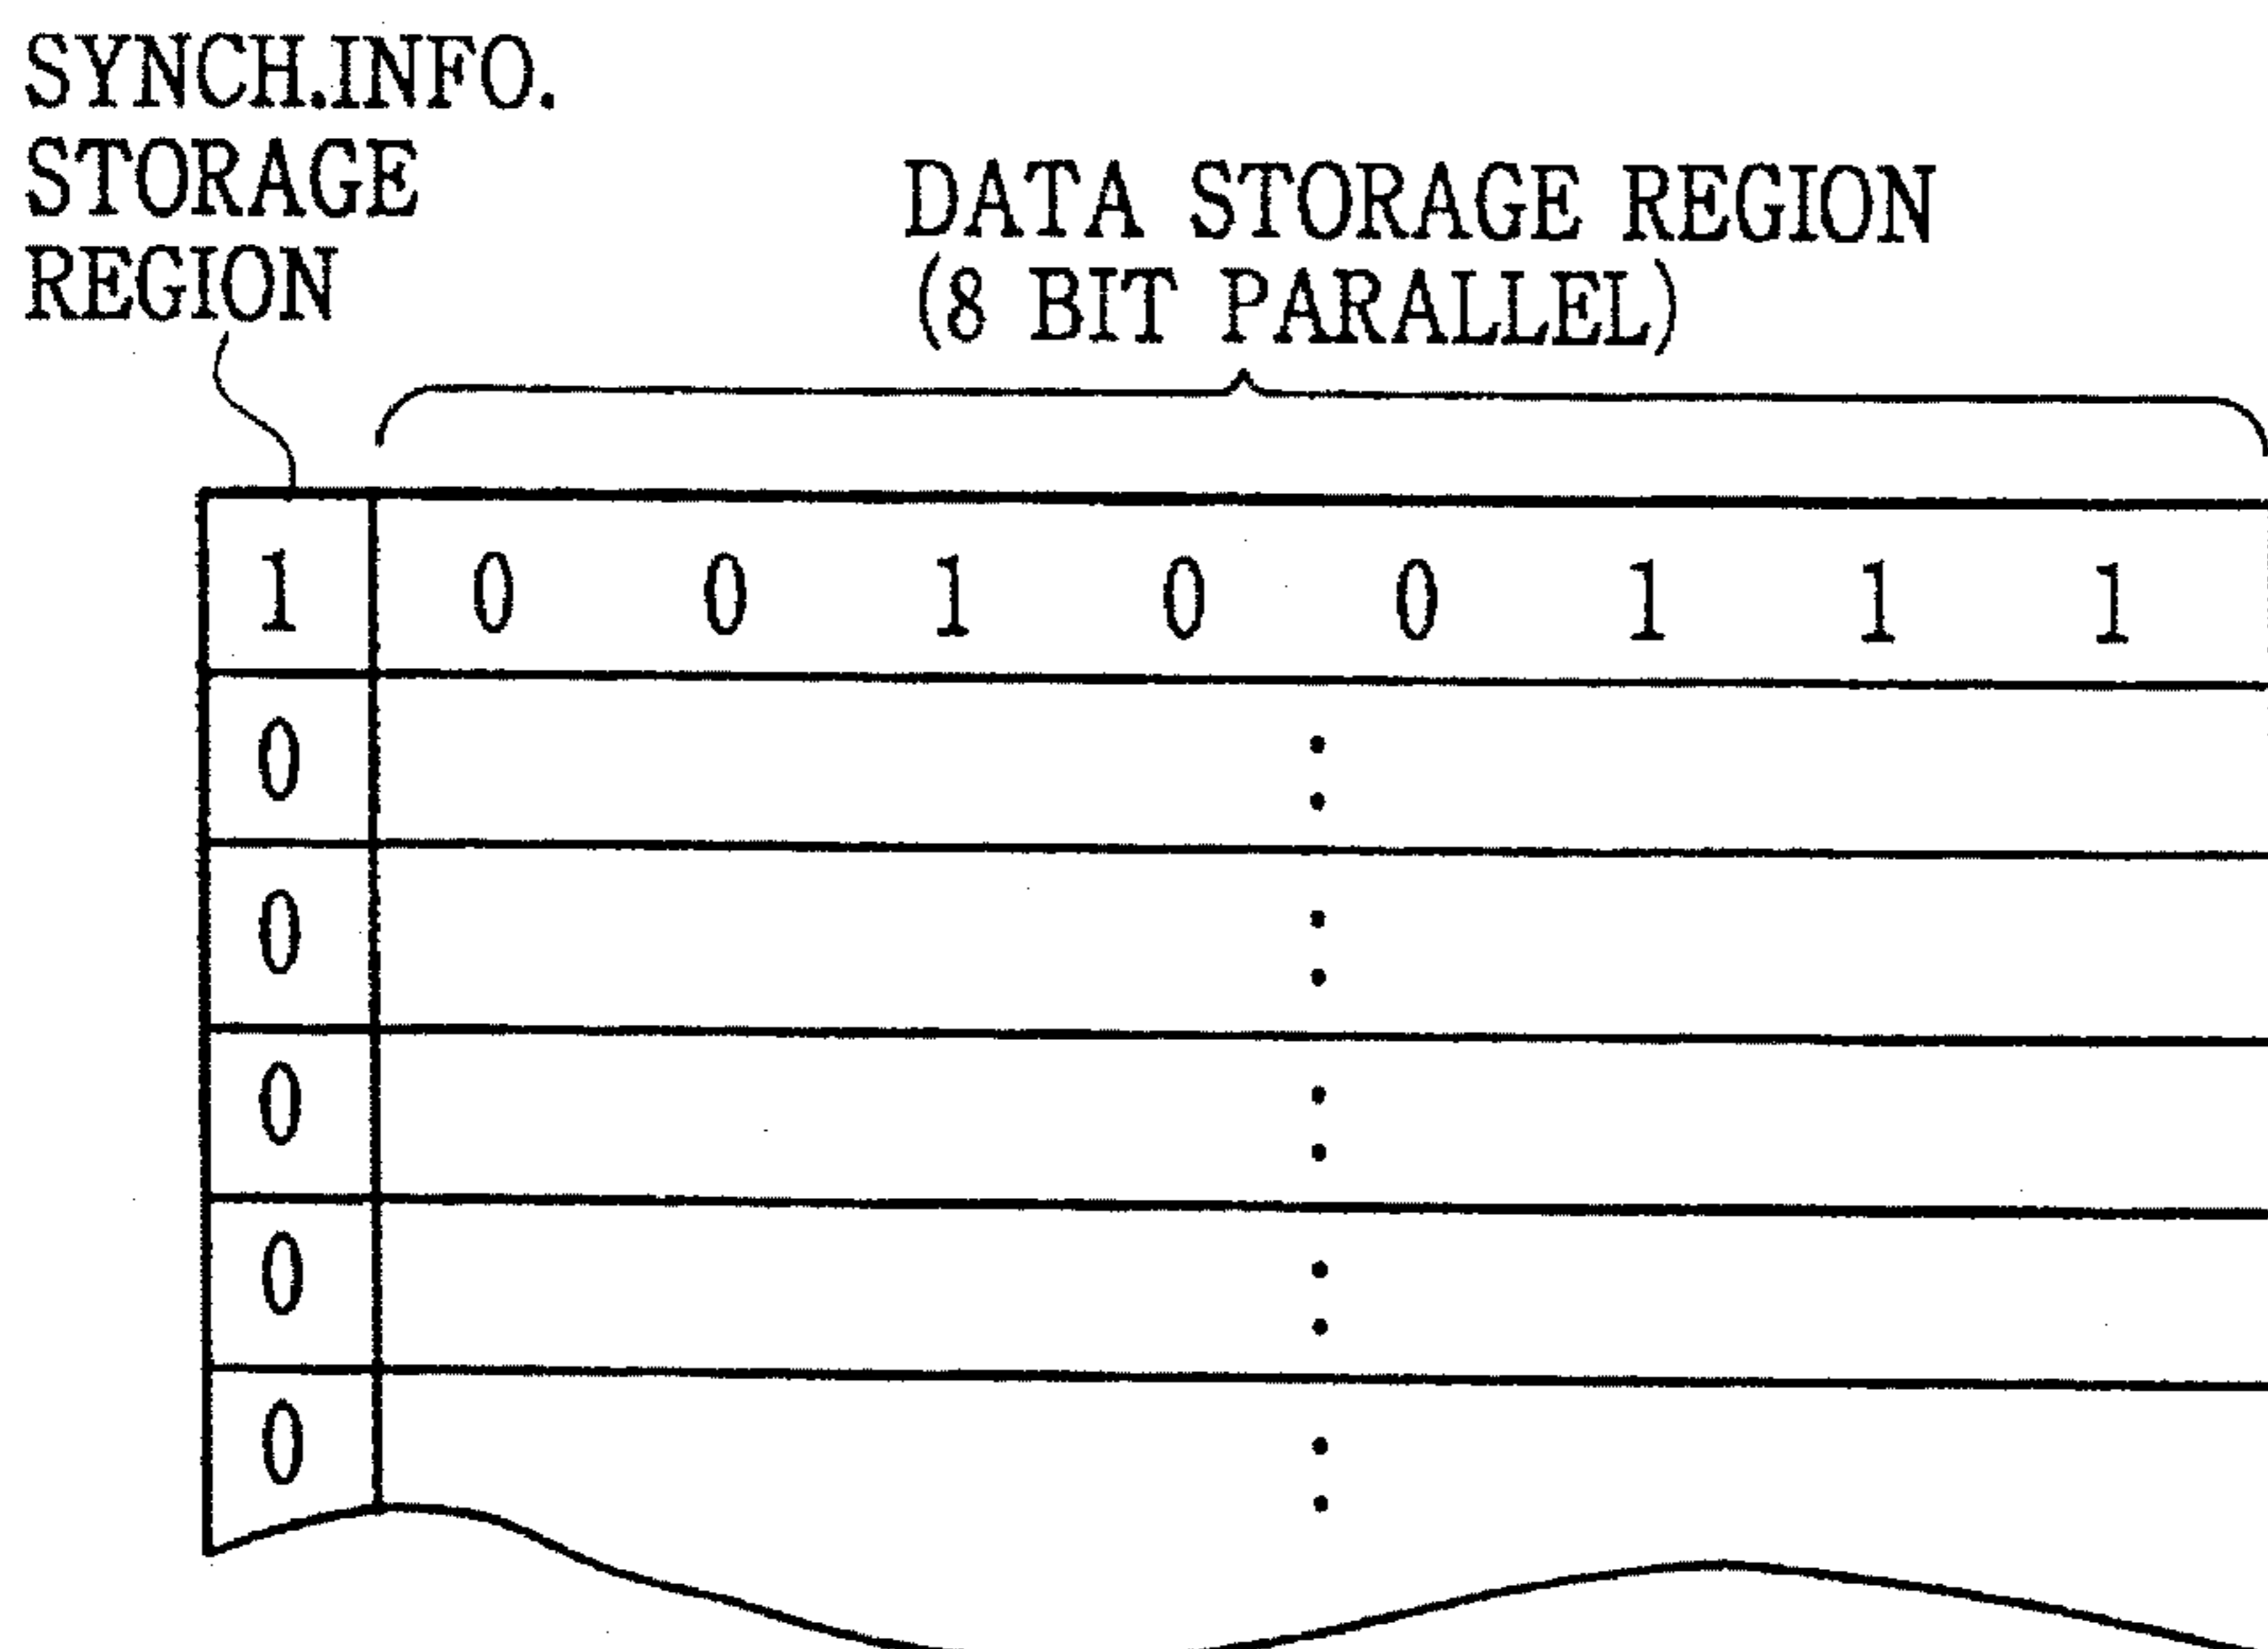 SYNCH.INFO.
STORAGE
REGION
DATA STORAGE REGION
(8 BIT PARALLEL)
1 0 0 1 0 0 1 1 1
0
0
0
0
0